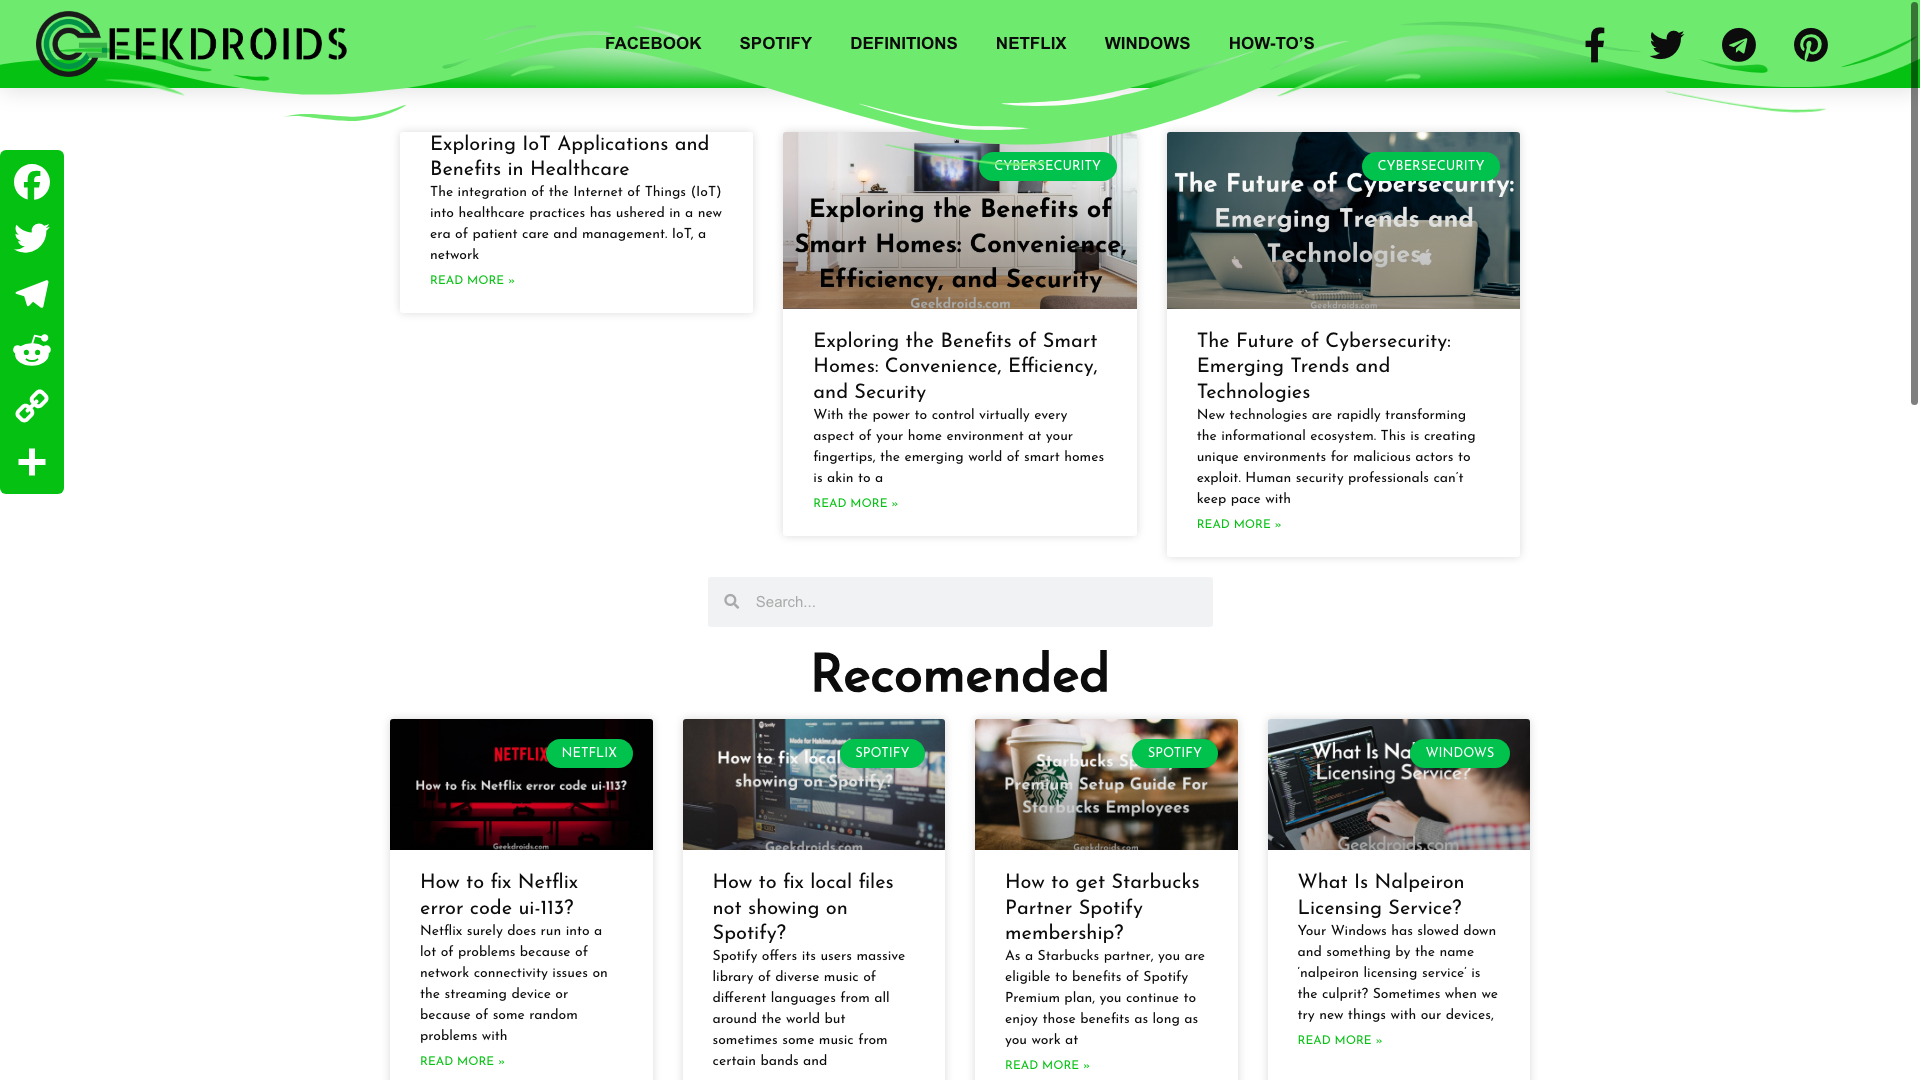 EEKDROIDS
FACEBOOK
SPOTIFY
DEFINITIONS
NETFLIX
WINDOWS
HOW-TO’S
Exploring IoT Applications and
Benefits in Healthcare
The integration of the Internet of Things (IoT)
into healthcare practices has ushered in a new
era of patient care and management. IoT, a
network
READ MORE »
CYBERSECURITY
Exploring the Benefits of
Smart Homes: Convenience,
Efficiency, and Security
Geekdroids.com
Exploring the Benefits of Smart
Homes: Convenience, Efficiency,
and Security
With the power to control virtually every
aspect of your home environment at your
fingertips, the emerging world of smart homes
is akin to a
READ MORE »
CYBERSECURITY
The Future of Cybersecurity:
Emerging Trends and
Technologies
Geekdroids.com
The Future of Cybersecurity:
Emerging Trends and
Technologies
New technologies are rapidly transforming
the informational ecosystem. This is creating
unique environments for malicious actors to
exploit. Human security professionals can’t
keep pace with
READ MORE »
Search...
Recomended
NETFLIX
NETFLIX
How to fix Netflix error code ui-113?
Geekdroids.com
How to fix Netflix
error code ui-113?
Netflix surely does run into a
lot of problems because of
network connectivity issues on
the streaming device or
because of some random
problems with
READ MORE »
SPOTIFY
How to fix local
showing on Spotify?
Geekdroids.com
How to fix local files
not showing on
Spotify?
Spotify offers its users massive
library of diverse music of
different languages from all
around the world but
sometimes some music from
certain bands and
SPOTIFY
Starbucks
Premium Setup Guide For
Starbucks Employees
Geekdroids.com
How to get Starbucks
Partner Spotify
membership?
As a Starbucks partner, you are
eligible to benefits of Spotify
Premium plan, you continue to
enjoy those benefits as long as
you work at
READ MORE »
WINDOWS
What Is
Licensing Service?
Geekdroids.com
What Is Nalpeiron
Licensing Service?
Your Windows has slowed down
and something by the name
‘nalpeiron licensing service’ is
the culprit? Sometimes when we
try new things with our devices,
READ MORE »